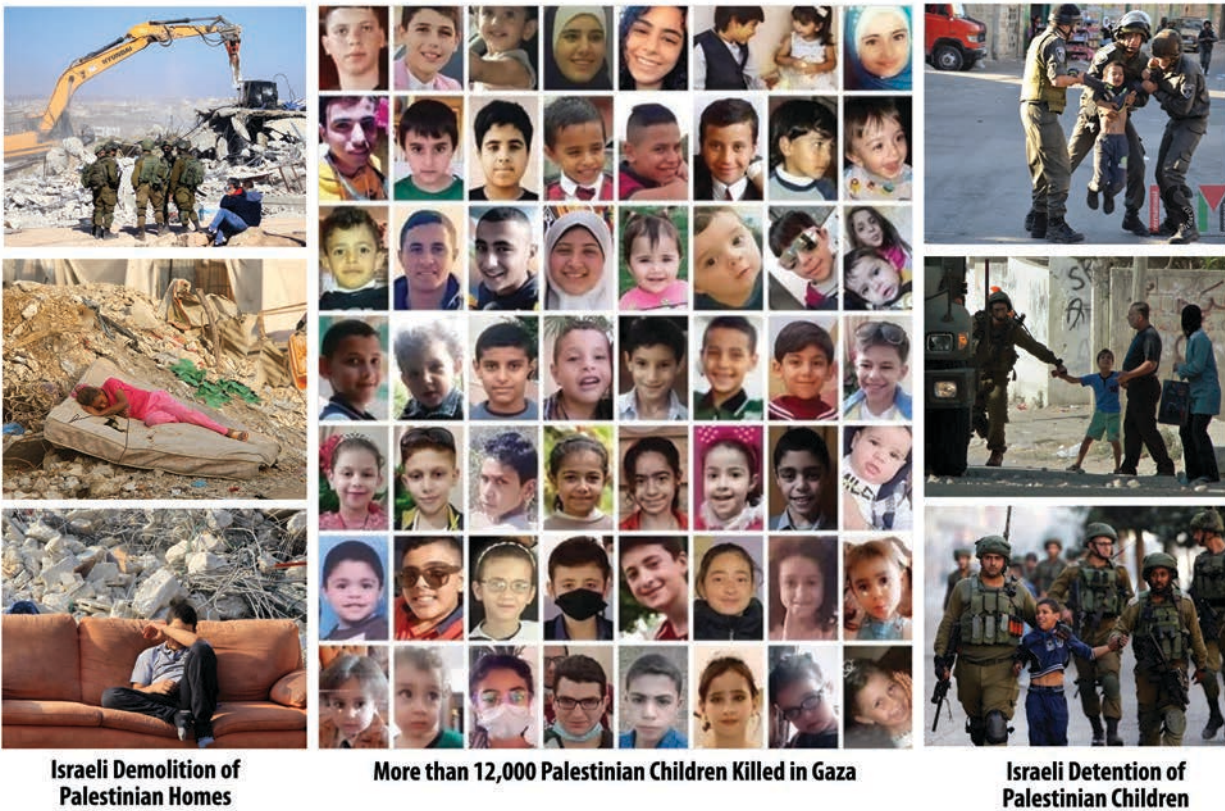 HYUNDAI
Israeli Demolition of
Palestinian Homes
More than 12,000 Palestinian Children Killed in Gaza
Israeli Detention of
Palestinian Children